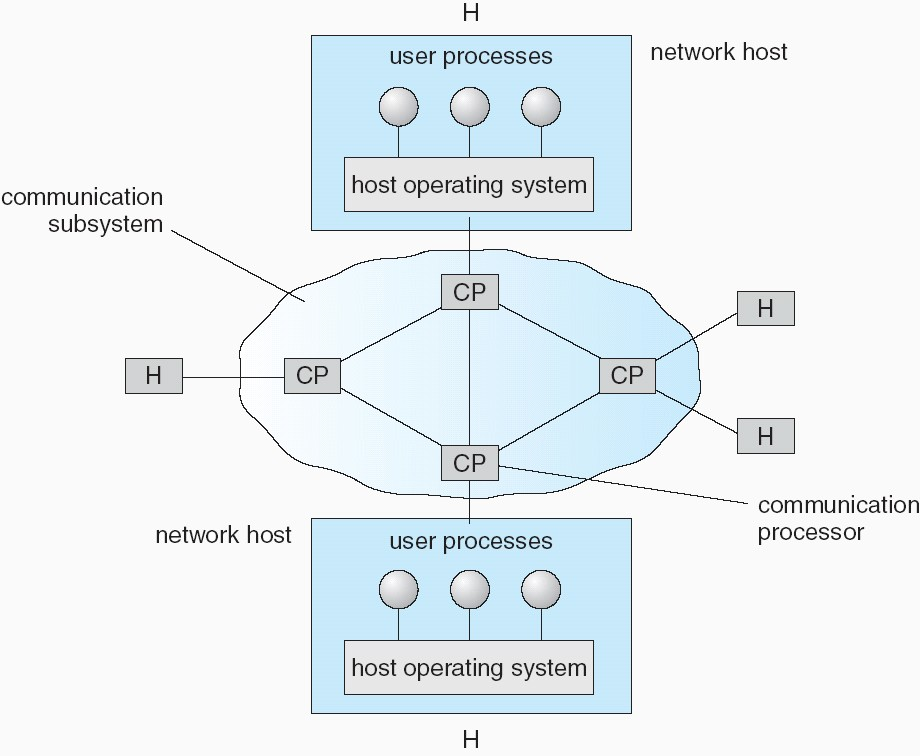 H
user processes
network host
host operating system
communication
subsystem
CP
H
H
CP
CP
H
CP
communication
processor
network host
user processes
host operating system
H